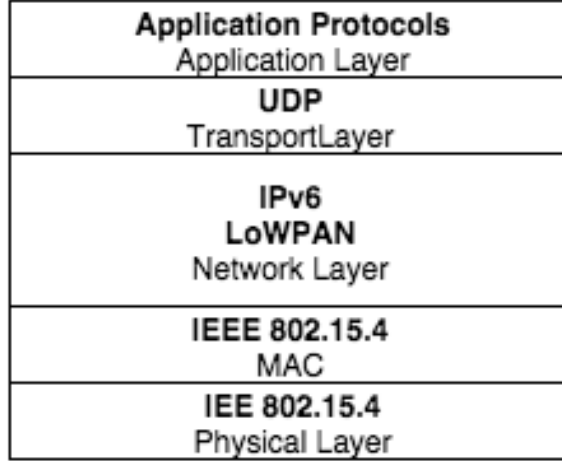 Application Protocols
Application Layer
UDP
TransportLayer
IPv6
LoWPAN
Network Layer
IEEE 802.15.4
MAC
IEE 802.15.4
Physical Layer